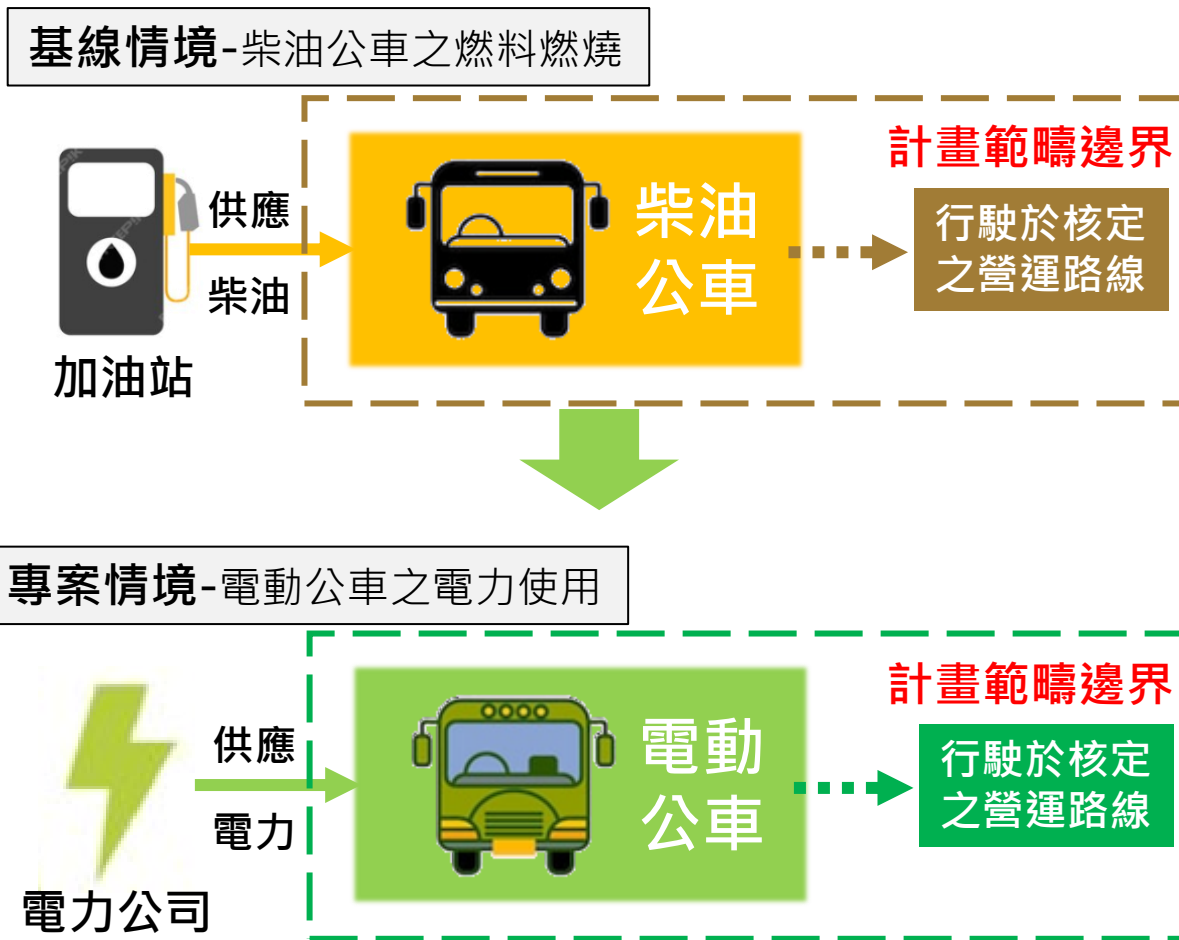 基線情境-柴油公車之燃料燃燒
計畫範疇邊界
供應
柴油
加油站
柴油
公車
行駛於核定
之營運路線
專案情境-電動公車之電力使用
計畫範疇邊界
供應
電力
電力公司
電動
公車
行駛於核定
之營運路線